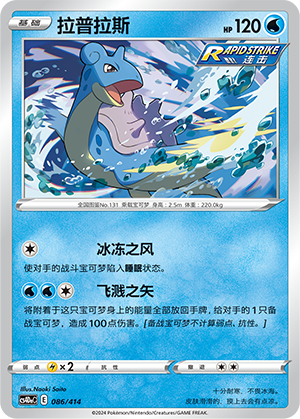 基础 拉普拉斯 HP 120
RAPID STRIKE
连击
全国图鉴No.131 乘载宝可梦 身高：2.5m 体重：220.0kg
冰冻之风
使对手的战斗宝可梦陷入睡眠状态。
飞溅之矢
将附着于这只宝可梦身上的能量全部放回手牌，给对手的1只备
战宝可梦，造成100点伤害。[备战宝可梦不计算弱点、抗性。]
弱点 ×2 抗性 撤退
Illus.Naoki Saito
E 086/414
十分耐寒，不畏冰海。
皮肤滑滑的，摸上去会有点凉。
©2024 Pokémon/Nintendo/Creatures/GAME FREAK.